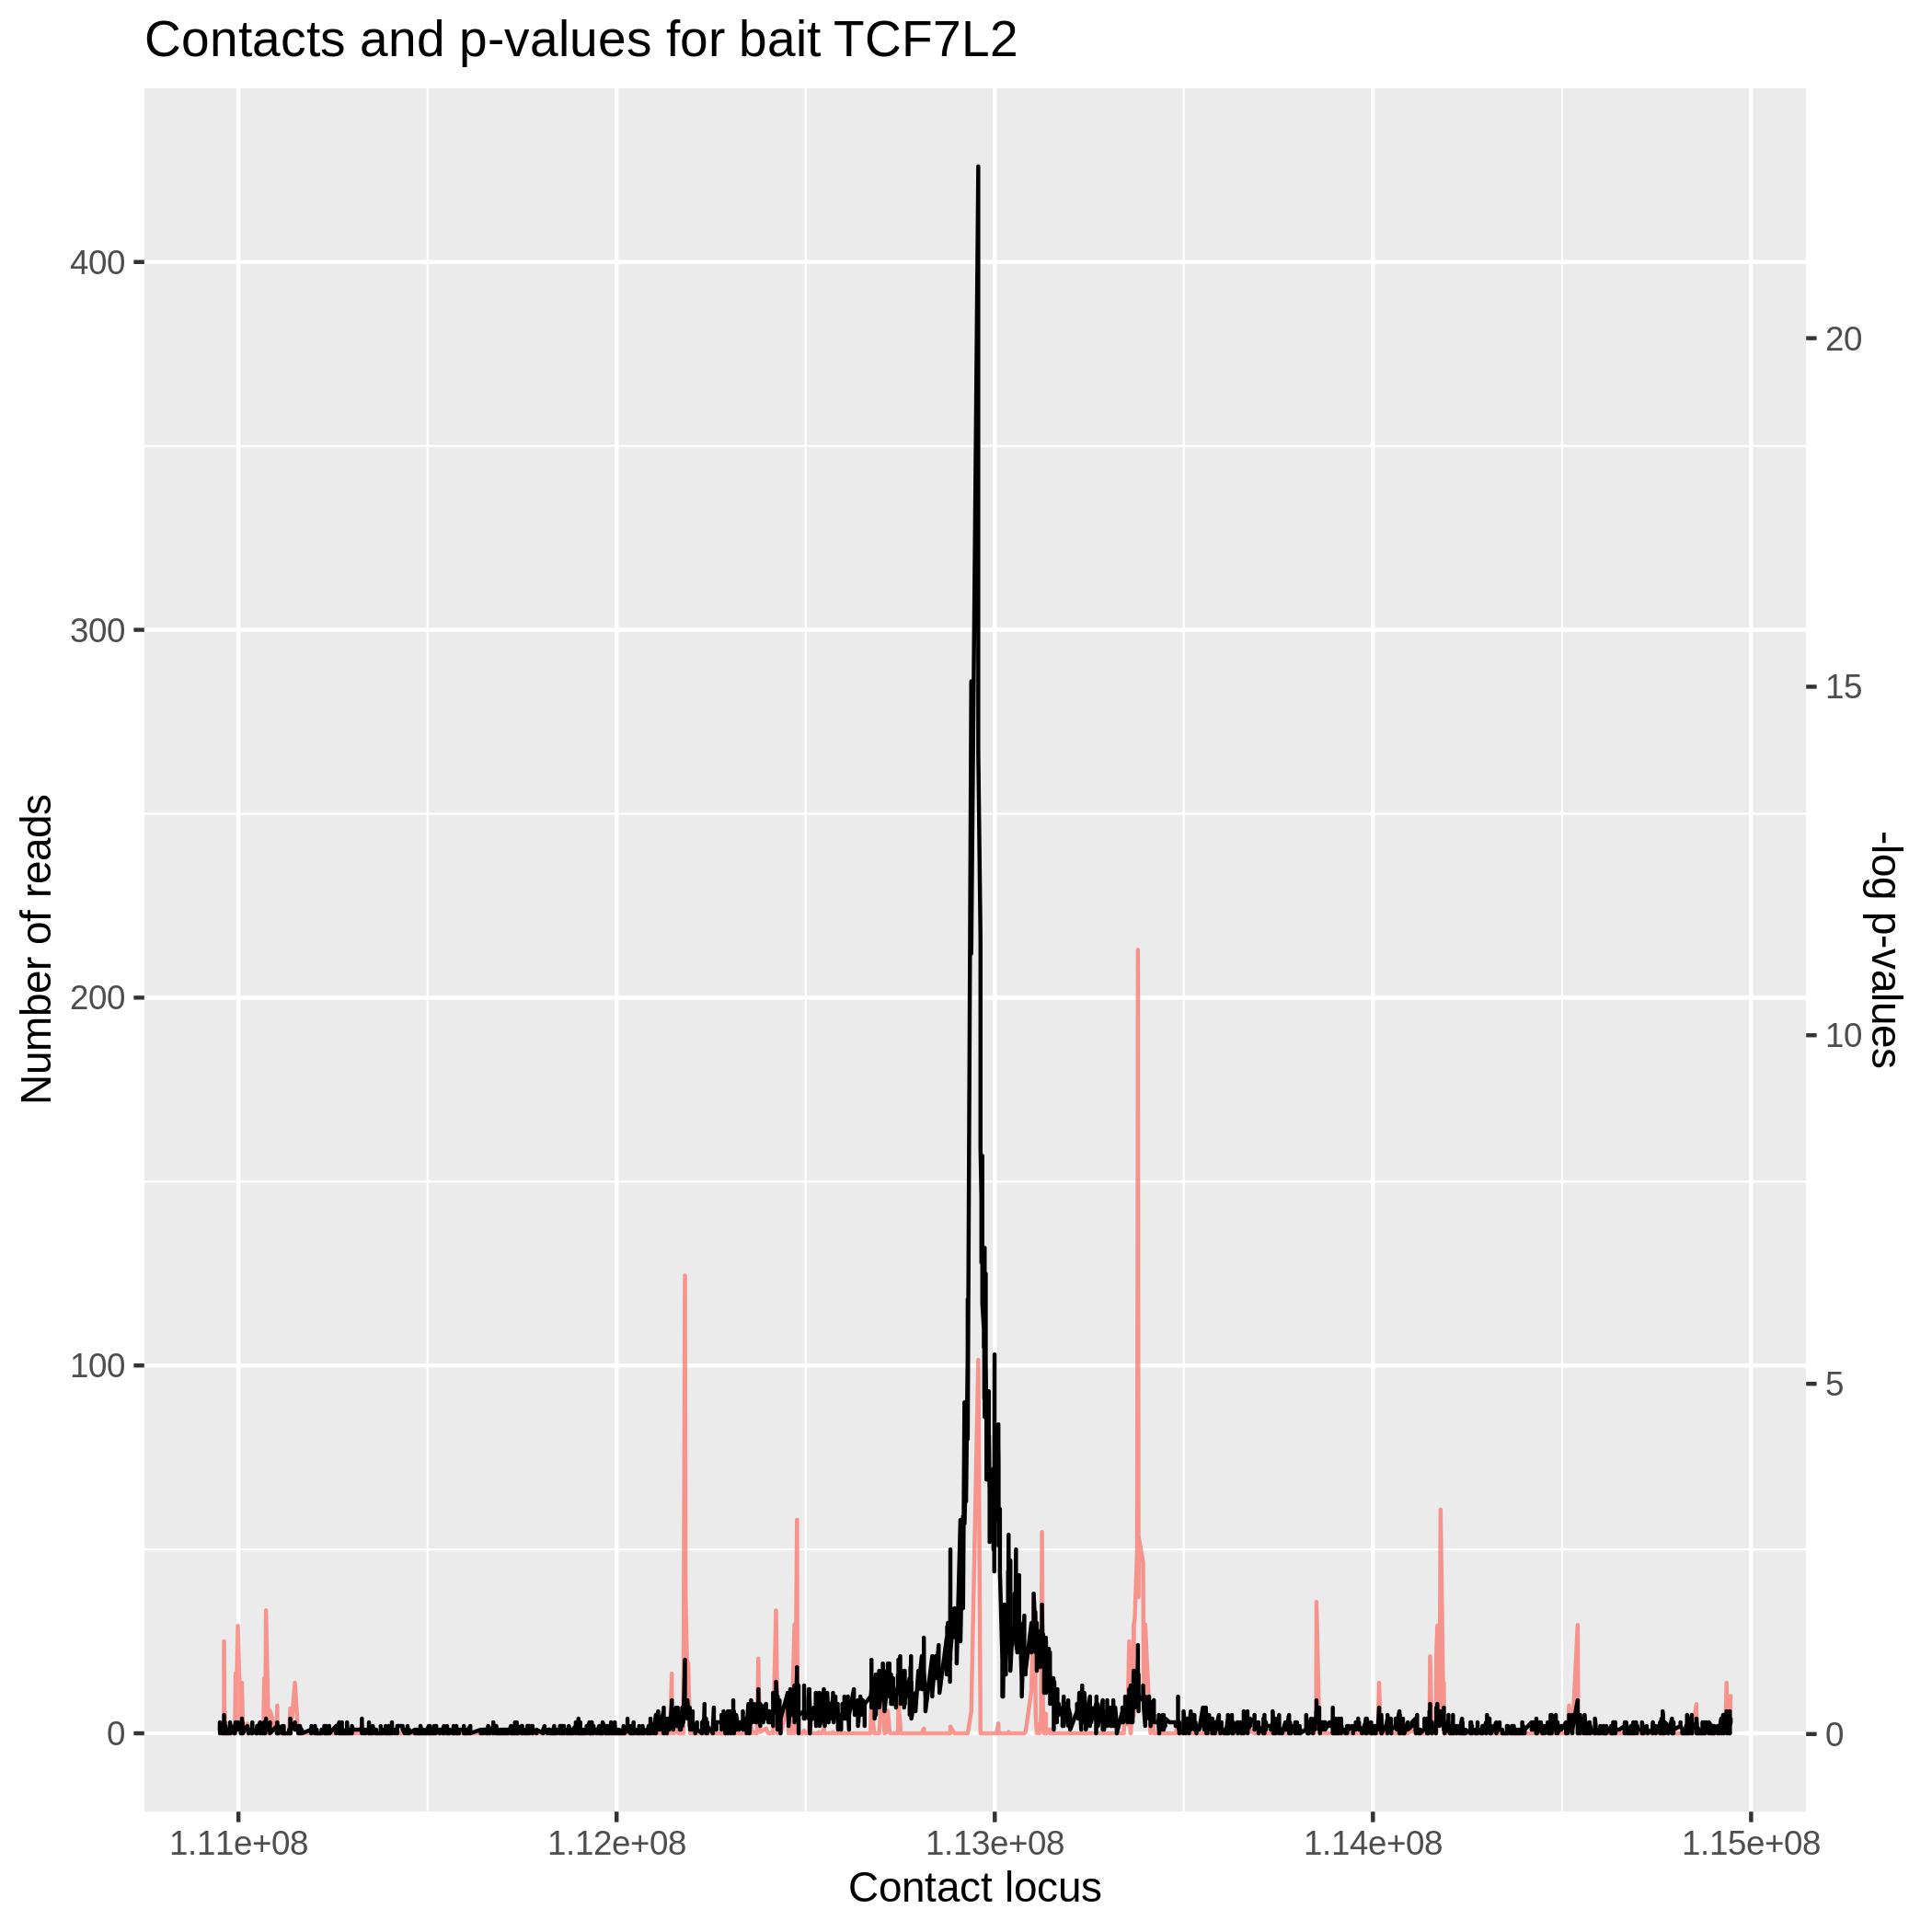 Contacts and p-values for bait TCF7L2
Number of reads
400
300
200
100
0
20
15
10
5
0
-log p-values
1.11e+08
1.12e+08
1.13e+08
1.14e+08
1.15e+08
Contact locus